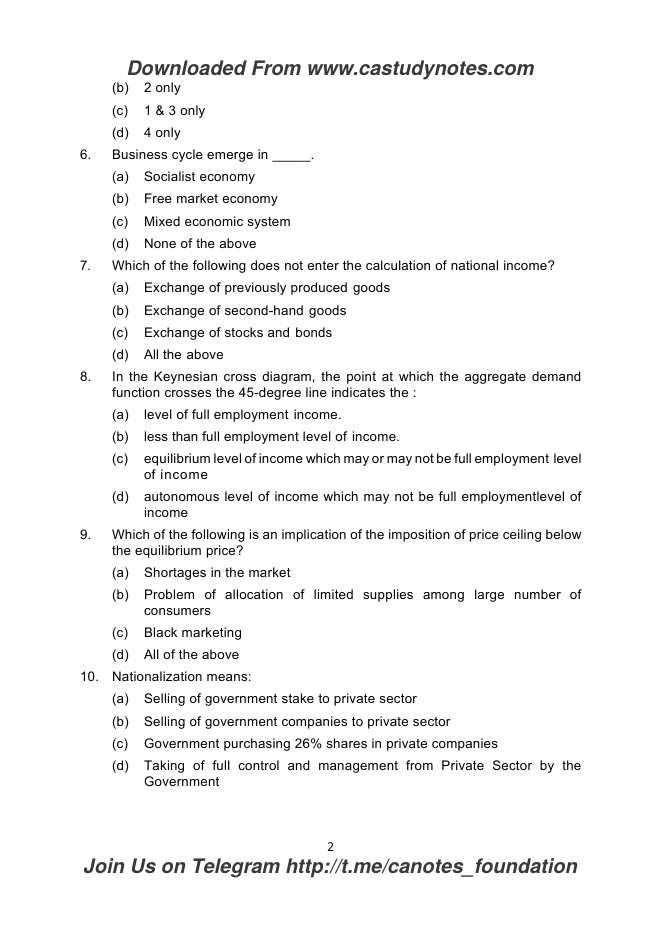 Downloaded From www.castudynotes.com
(b) 2 only
(c) 1 & 3 only
(d) 4 only
6. Business cycle emerge in _____.
(a) Socialist economy
(b) Free market economy
(c) Mixed economic system
(d) None of the above
7. Which of the following does not enter the calculation of national income?
(a) Exchange of previously produced goods
(b) Exchange of second-hand goods
(c) Exchange of stocks and bonds
(d) All the above
8. In the Keynesian cross diagram, the point at which the aggregate demand
function crosses the 45-degree line indicates the :
(a) level of full employment income.
(b) less than full employment level of income.
(c) equilibrium level of income which may or may not be full employment level
of income
(d) autonomous level of income which may not be full employmentlevel of
income
9. Which of the following is an implication of the imposition of price ceiling below
the equilibrium price?
(a) Shortages in the market
(b) Problem of allocation of limited supplies among large number of
consumers
(c) Black marketing
(d) All of the above
10. Nationalization means:
(a) Selling of government stake to private sector
(b) Selling of government companies to private sector
(c) Government purchasing 26% shares in private companies
(d) Taking of full control and management from Private Sector by the
Government
2
Join Us on Telegram http://t.me/canotes_foundation